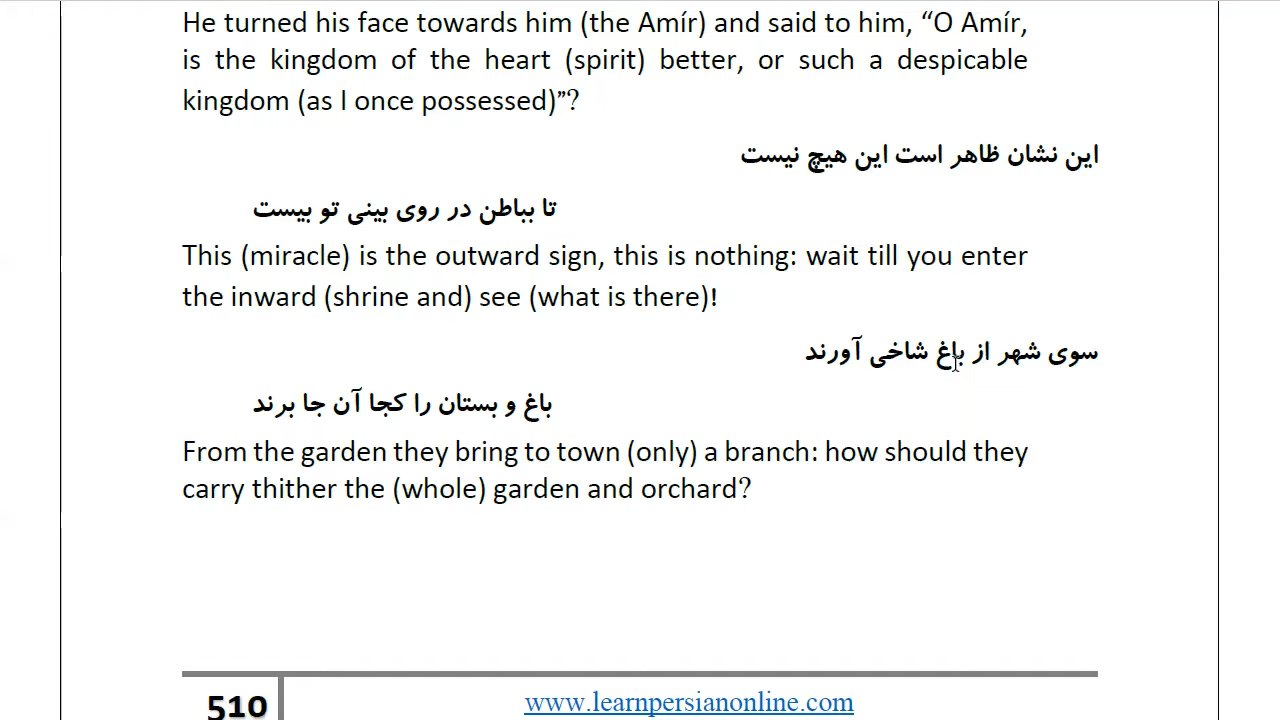 He turned his face towards him (the Amír) and said to him, “O Amír,
is the kingdom of the heart (spirit) better, or such a despicable
kingdom (as I once possessed)”?
این نشان ظاهر است این هیچ نیست
تا بباطن در روی بینی تو بیست
This (miracle) is the outward sign, this is nothing: wait till you enter
the inward (shrine and) see (what is there)!
سوی شهر از باغ شاخی آورند
باغ و بستان را کجا آن جا برند
From the garden they bring to town (only) a branch: how should they
carry thither the (whole) garden and orchard?
510
www.learnpersianonline.com